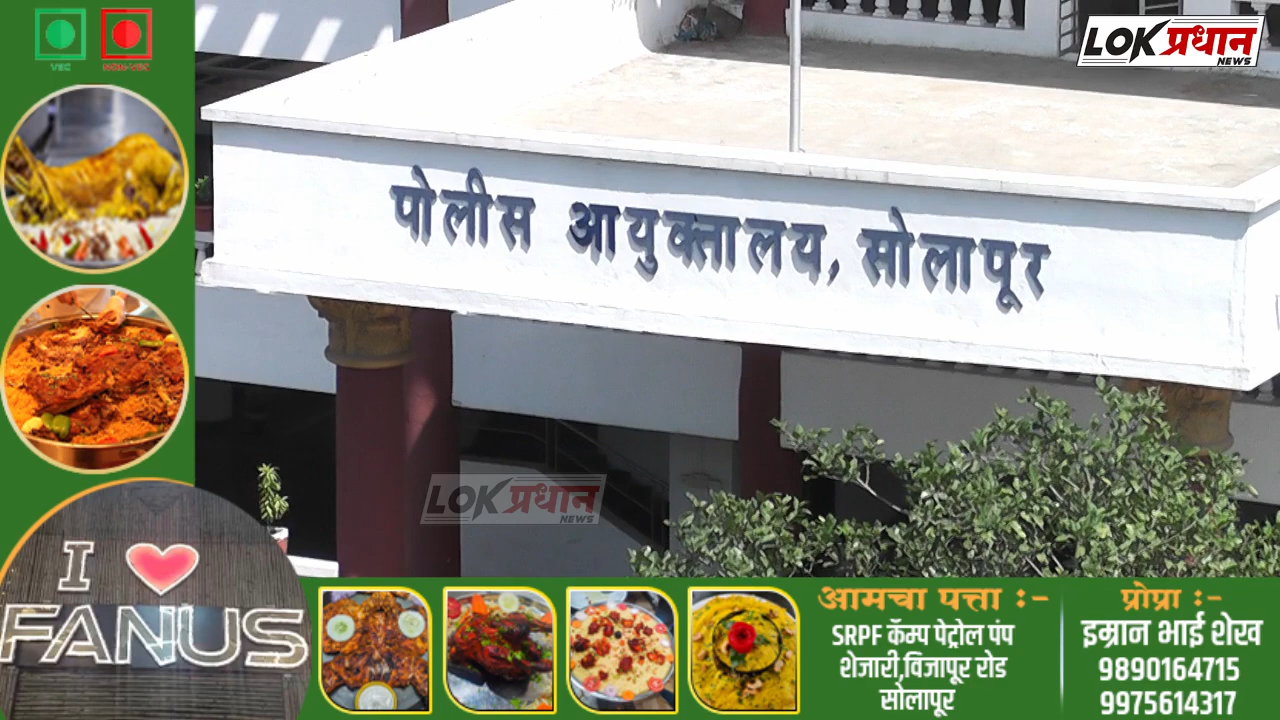 VEG NON-VEG
LOKप्रधान
NEWS
पोलीस आयुक्तालय, सोलापूर
LOKप्रधान
NEWS
I ❤ FANUS
आमचा पत्ता :-
SRPF कॅम्प पेट्रोल पंप
शेजारी,विजापूर रोड
सोलापूर
प्रोप्रा :-
इम्रान भाई शेख
9890164715
9975614317